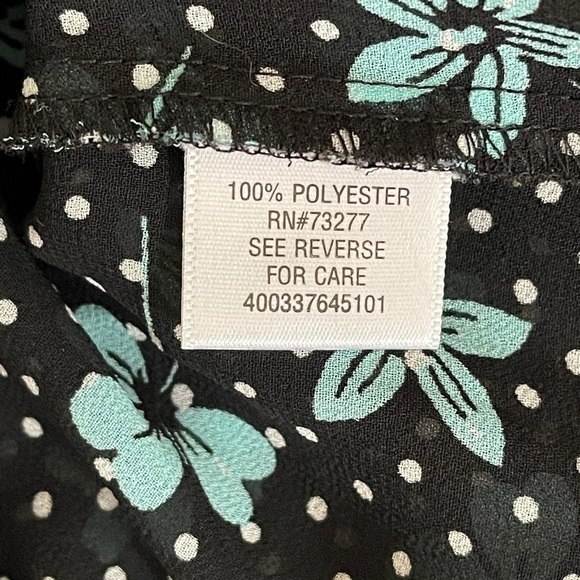 100% POLYESTER
RN#73277
SEE REVERSE
FOR CARE
400337645101